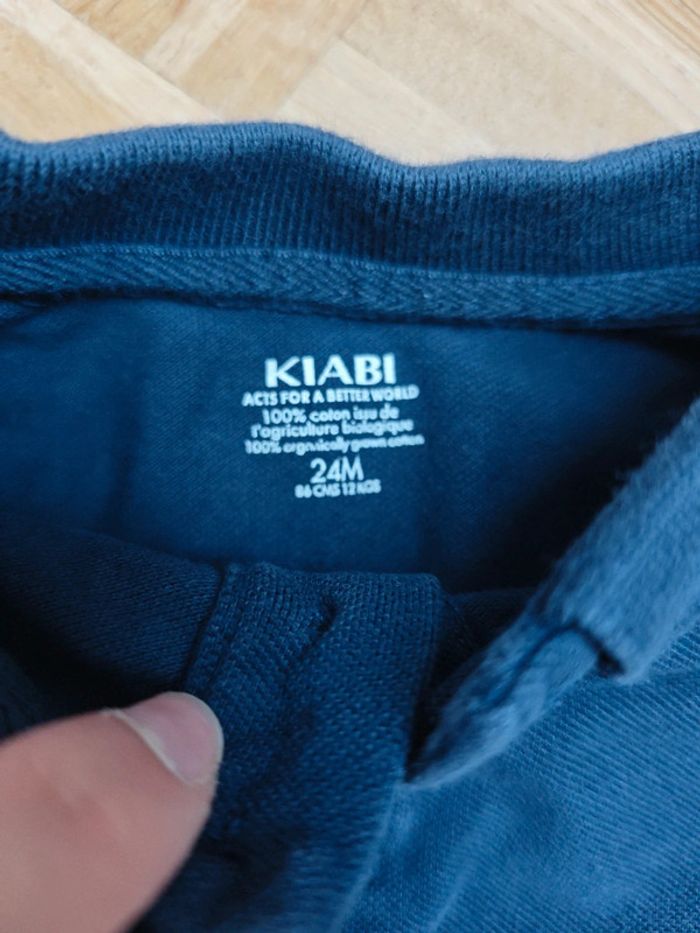 KIABI
ACTS FOR A BETTER WORLD
100% coton issu de
l'agriculture biologique
100% organically grown cotton
24M
86 CMS 12 KGS